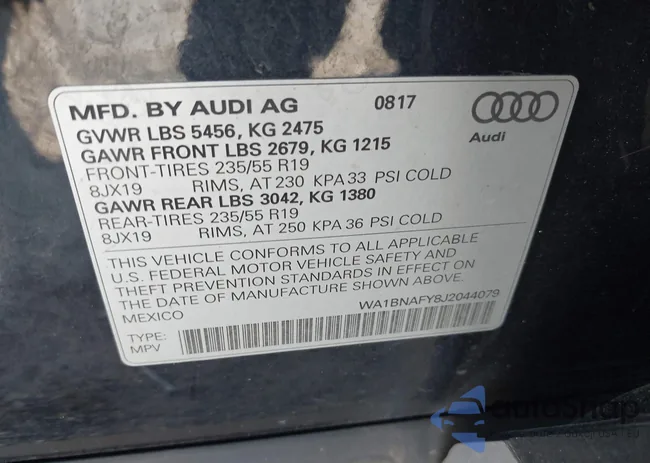 MFD. BY AUDI AG 0817
Audi
GVWR LBS 5456, KG 2475
GAWR FRONT LBS 2679, KG 1215
FRONT-TIRES 235/55 R19
8JX19 RIMS, AT 230 KPA 33 PSI COLD
GAWR REAR LBS 3042, KG 1380
REAR-TIRES 235/55 R19
8JX19 RIMS, AT 250 KPA 36 PSI COLD
THIS VEHICLE CONFORMS TO ALL APPLICABLE
U.S. FEDERAL MOTOR VEHICLE SAFETY AND
THEFT PREVENTION STANDARDS IN EFFECT ON
THE DATE OF MANUFACTURE SHOWN ABOVE.
MEXICO
WA1BNAFY8J2044079
TYPE:
MPV
autoShop